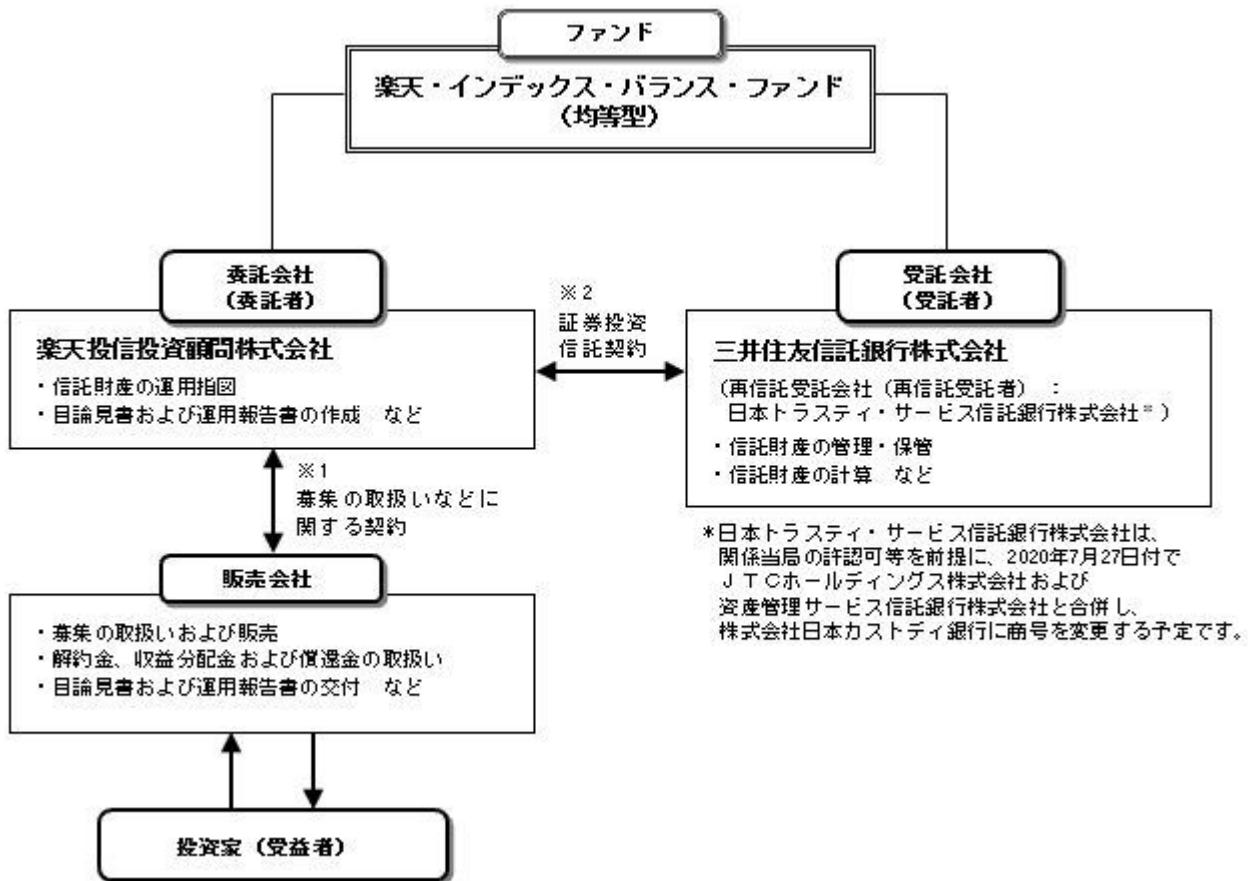 ファンド
楽天・インデックス・バランス・ファンド
（均等型）
委託会社
（委託者）
楽天投信投資顧問株式会社
・信託財産の運用指図
・目論見書および運用報告書の作成　など
※2
証券投資
信託契約
受託会社
（受託者）
三井住友信託銀行株式会社
（再信託受託会社（再信託受託者）：
日本トラスティ・サービス信託銀行株式会社*）
・信託財産の管理・保管
・信託財産の計算　など
※1
募集の取扱いなどに
関する契約
*日本トラスティ・サービス信託銀行株式会社は、
関係当局の許認可等を前提に、2020年7月27日付で
ＪＴＣホールディングス株式会社および
資産管理サービス信託銀行株式会社と合併し、
株式会社日本カストディ銀行に商号を変更する予定です。
販売会社
・募集の取扱いおよび販売
・解約金、収益分配金および償還金の取扱い
・目論見書および運用報告書の交付　など
投資家（受益者）